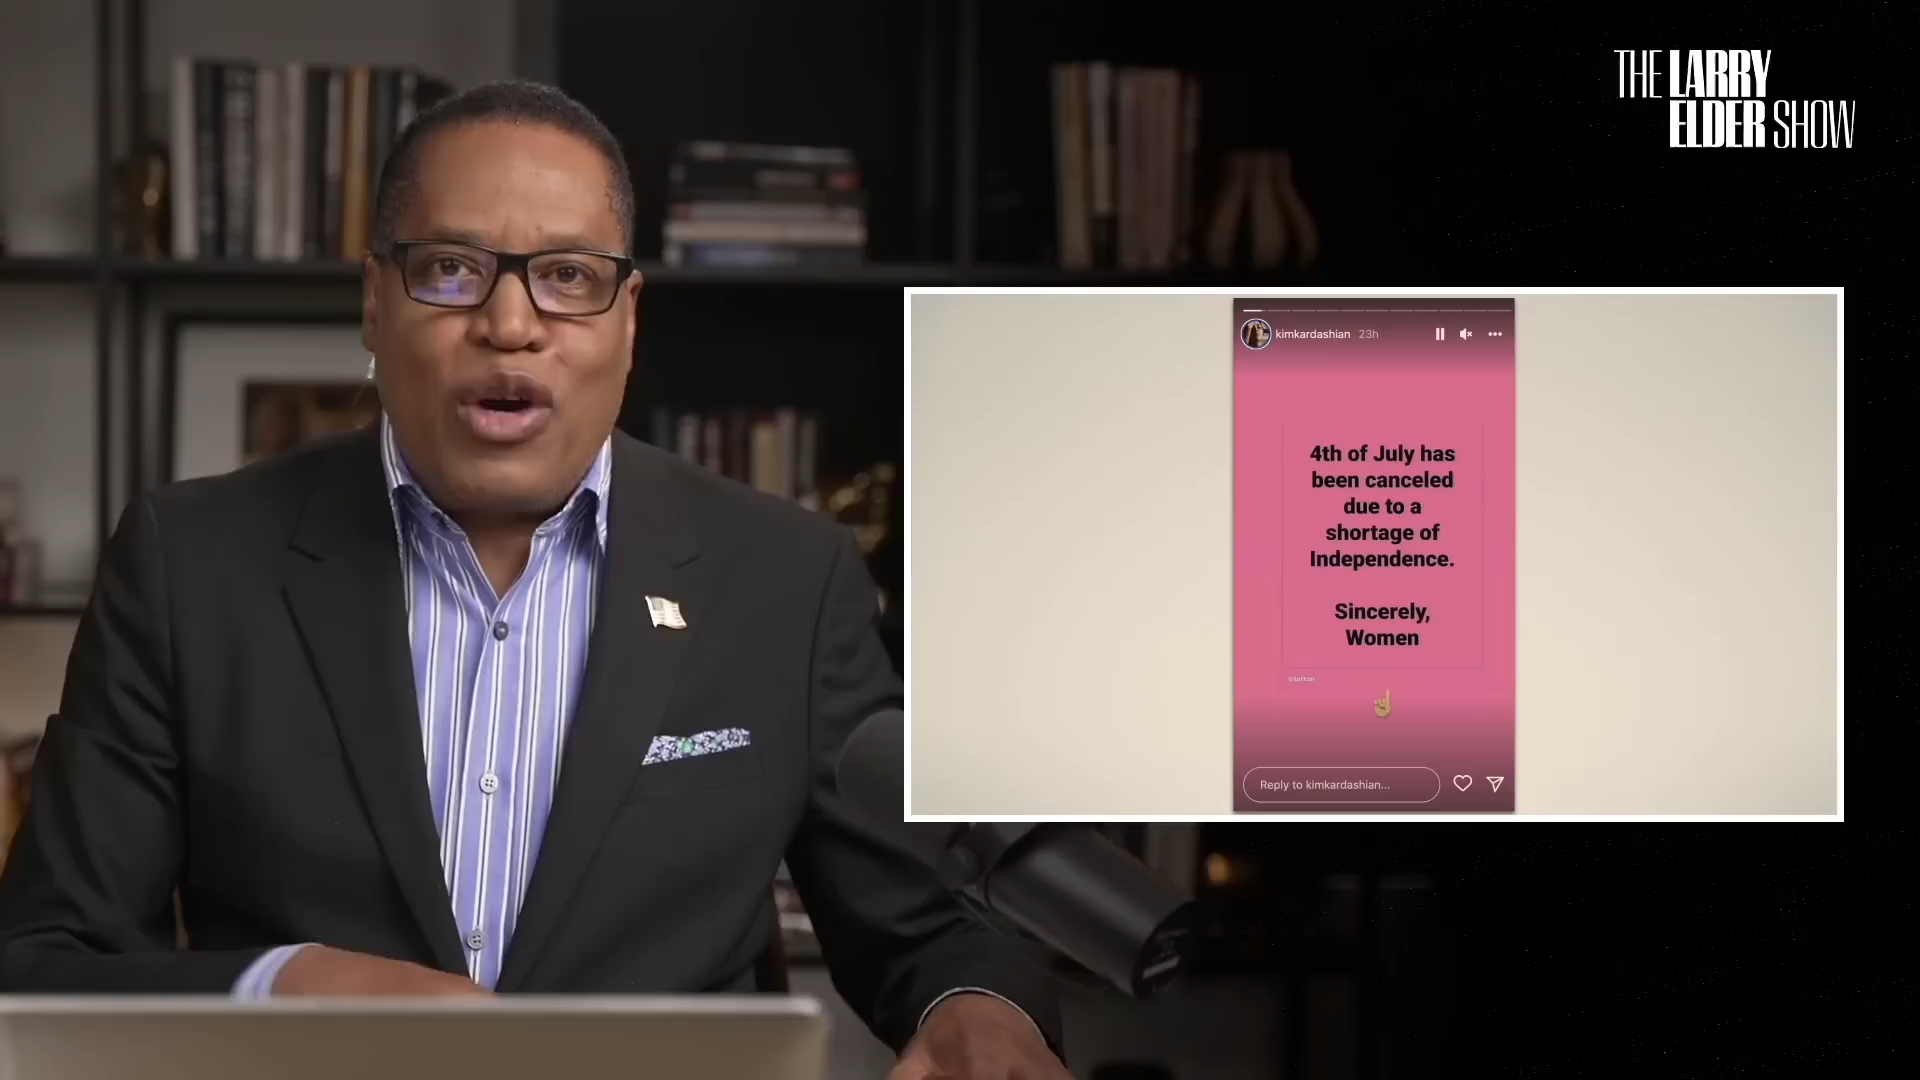 THE LARRY
ELDER SHOW
kimkardashian 23h
4th of July has
been canceled
due to a
shortage of
Independence.
Sincerely,
Women
Reply to kimkardashian...